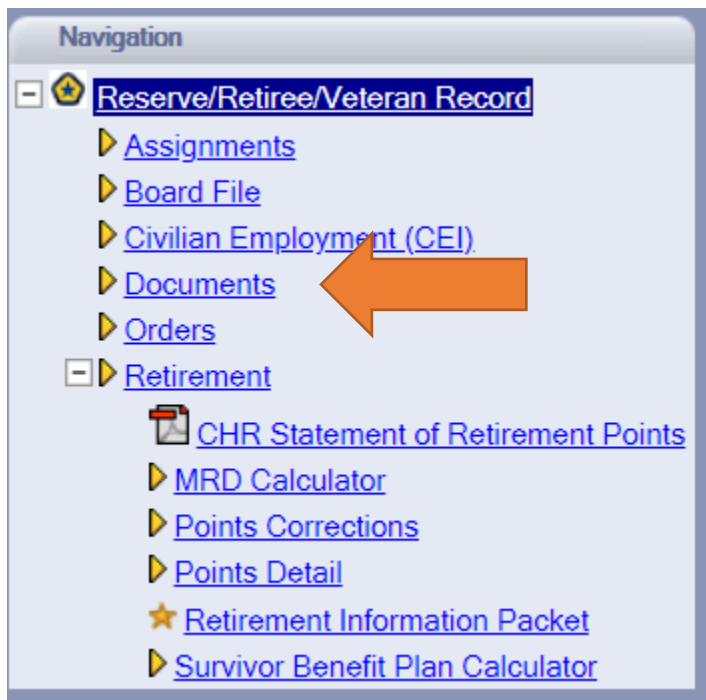 Navigation
Reserve/Retiree/Veteran Record
Assignments
Board File
Civilian Employment (CEI)
Documents
Orders
Retirement
CHR Statement of Retirement Points
MRD Calculator
Points Corrections
Points Detail
Retirement Information Packet
Survivor Benefit Plan Calculator